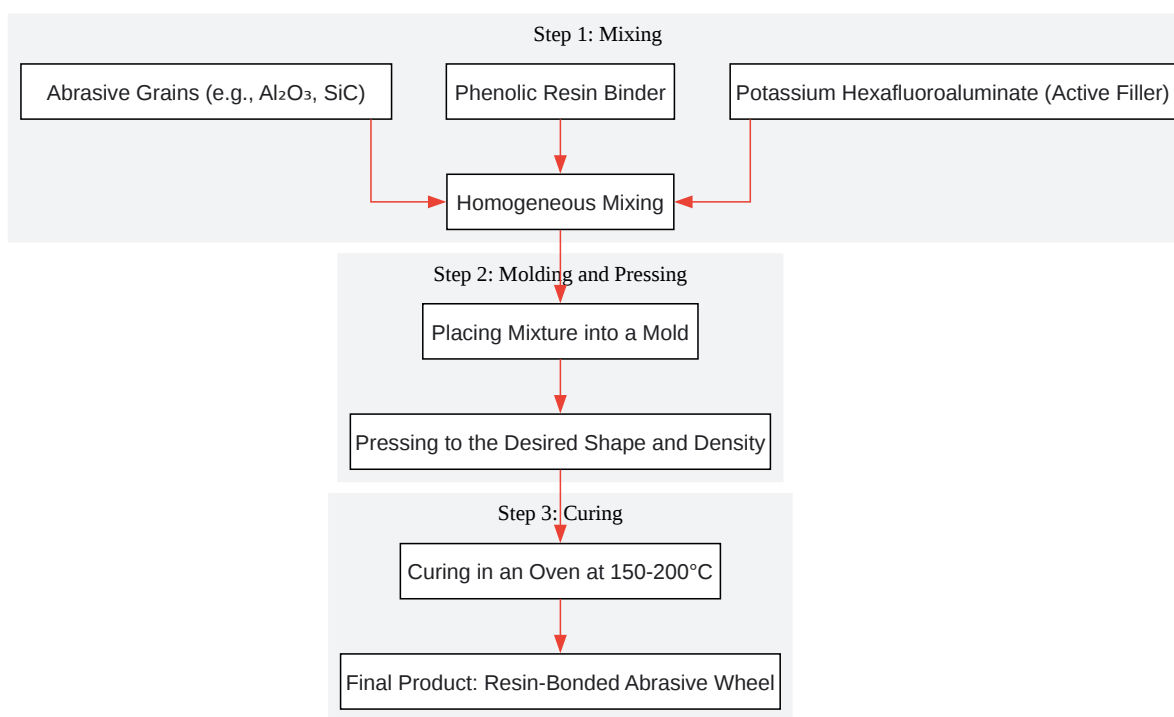 Step 1: Mixing
Abrasive Grains (e.g., Al₂O₃, SiC)
Phenolic Resin Binder
Potassium Hexafluoroaluminate (Active Filler)
Homogeneous Mixing
Step 2: Molding and Pressing
Placing Mixture into a Mold
Pressing to the Desired Shape and Density
Step 3: Curing
Curing in an Oven at 150-200°C
Final Product: Resin-Bonded Abrasive Wheel